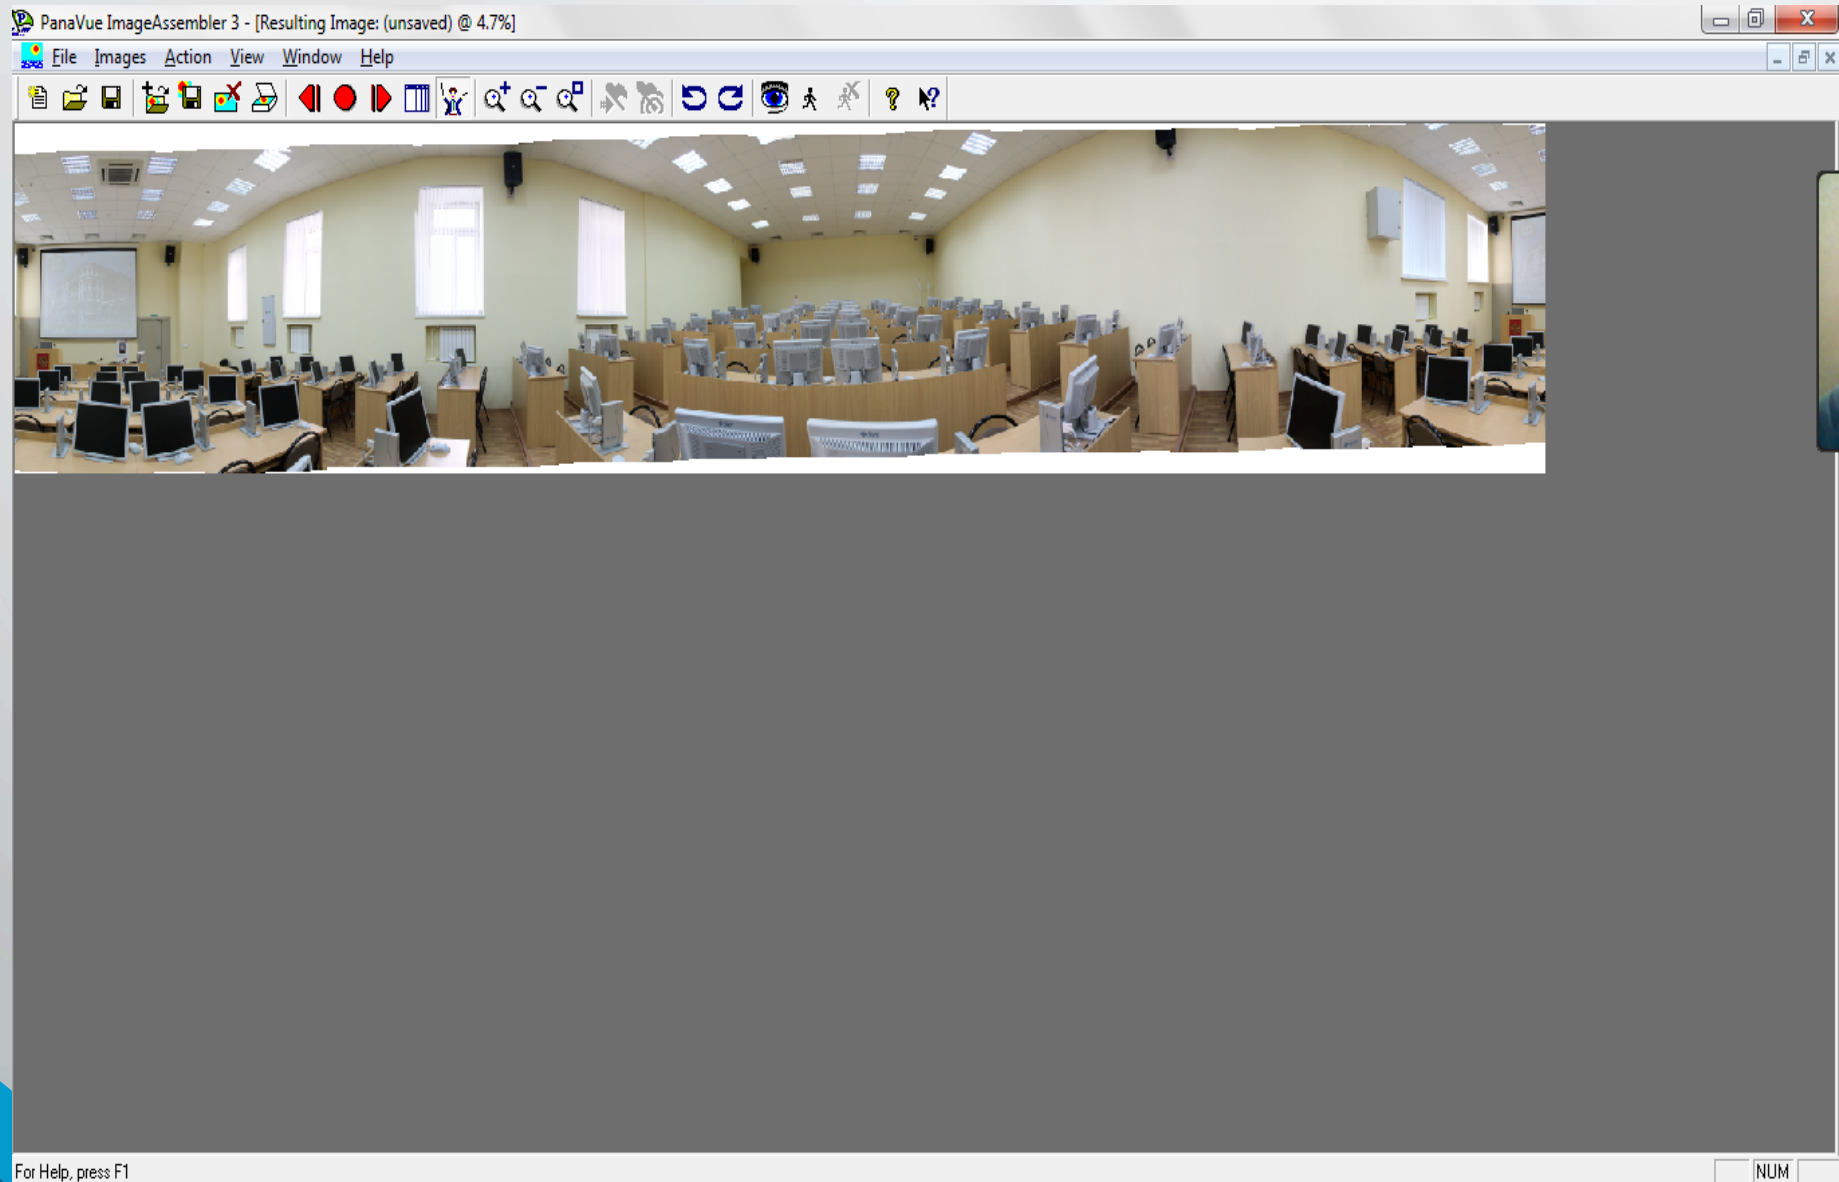 PanaVue ImageAssembler 3 - [Resulting Image: (unsaved) @ 4.7%]
File Images Action View Window Help
For Help, press F1
NUM